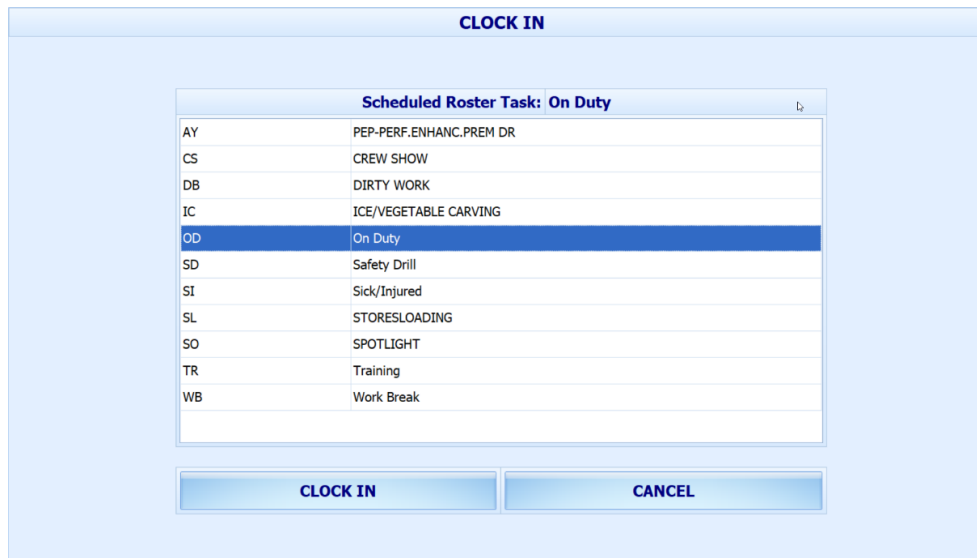 CLOCK IN
Scheduled Roster Task: On Duty
AY PEP-PERF.ENHANC.PREM DR
CS CREW SHOW
DB DIRTY WORK
IC ICE/VEGETABLE CARVING
OD On Duty
SD Safety Drill
SI Sick/Injured
SL STORESLOADING
SO SPOTLIGHT
TR Training
WB Work Break
CLOCK IN CANCEL